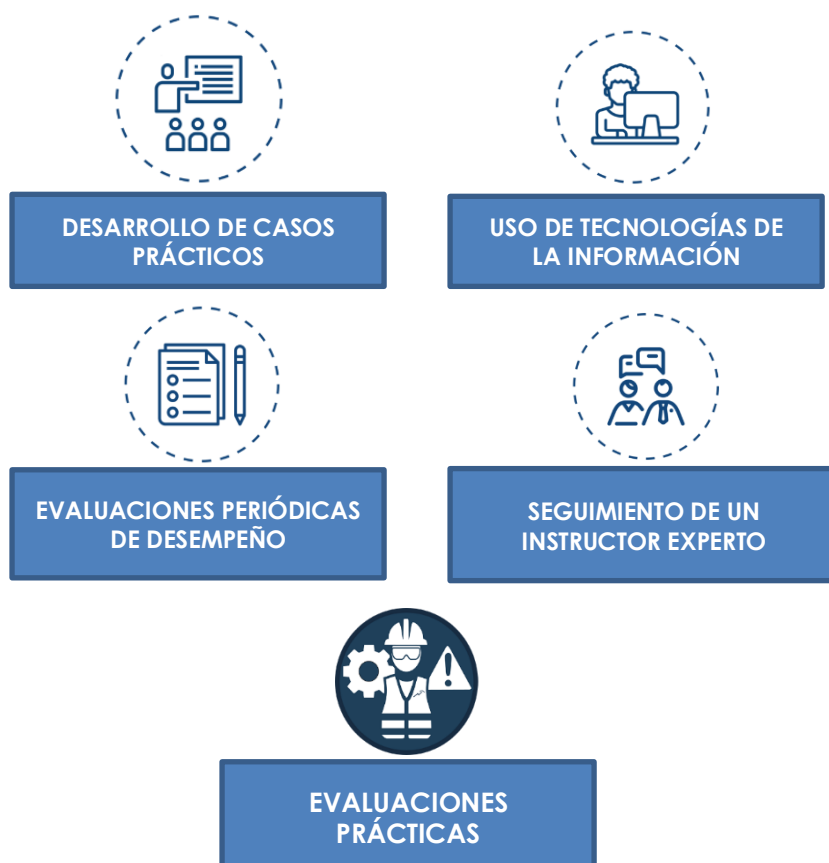 DESARROLLO DE CASOS
PRÁCTICOS
USO DE TECNOLOGÍAS DE
LA INFORMACIÓN
EVALUACIONES PERIÓDICAS
DE DESEMPEÑO
SEGUIMIENTO DE UN
INSTRUCTOR EXPERTO
EVALUACIONES
PRÁCTICAS